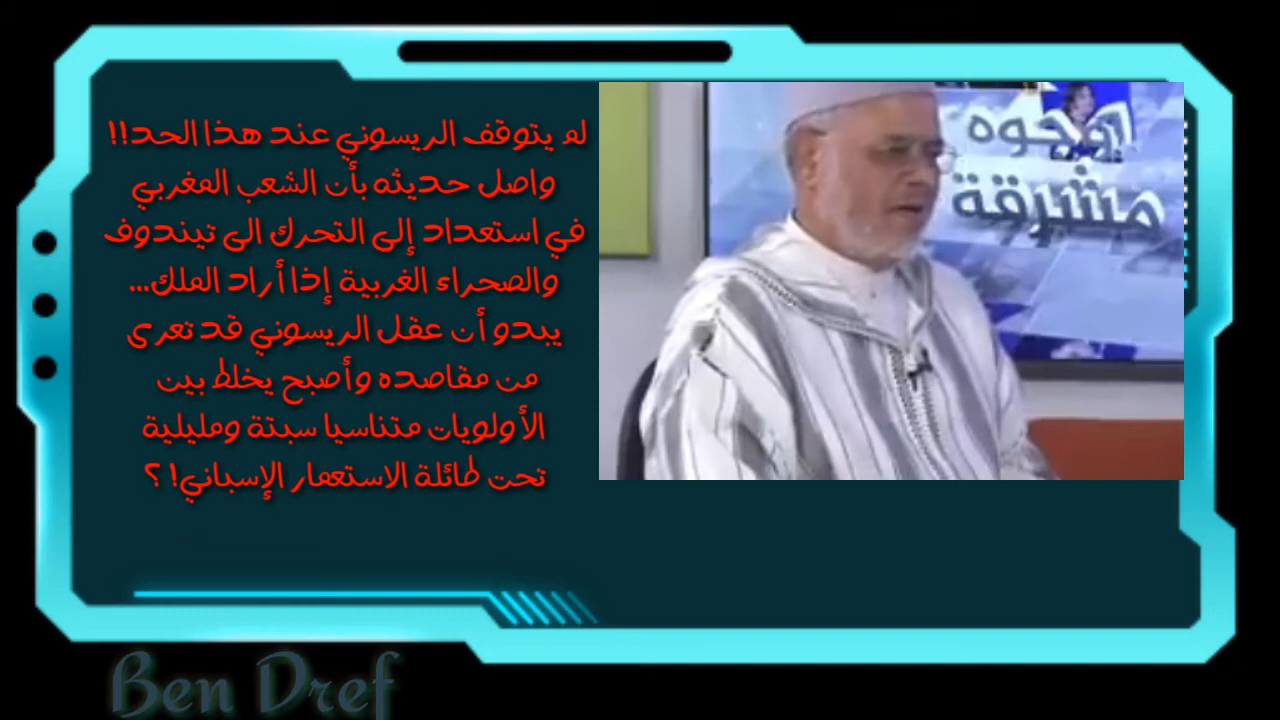 لم يتوقف الريسوني عند هذا الحد!!
واصل حديثه بأن الشعب المغربي
في استعداد إلى التحرك الى تيندوف
والصحراء الغربية إذا أراد الملك...
يبدو أن عقل الريسوني قد تعرى
من مقاصده وأصبح يخلط بين
الأولويات متناسيا سبتة ومليلية
تحت طائلة الاستعمار الإسباني!؟
وجوه
مشرقة
Ben Dref